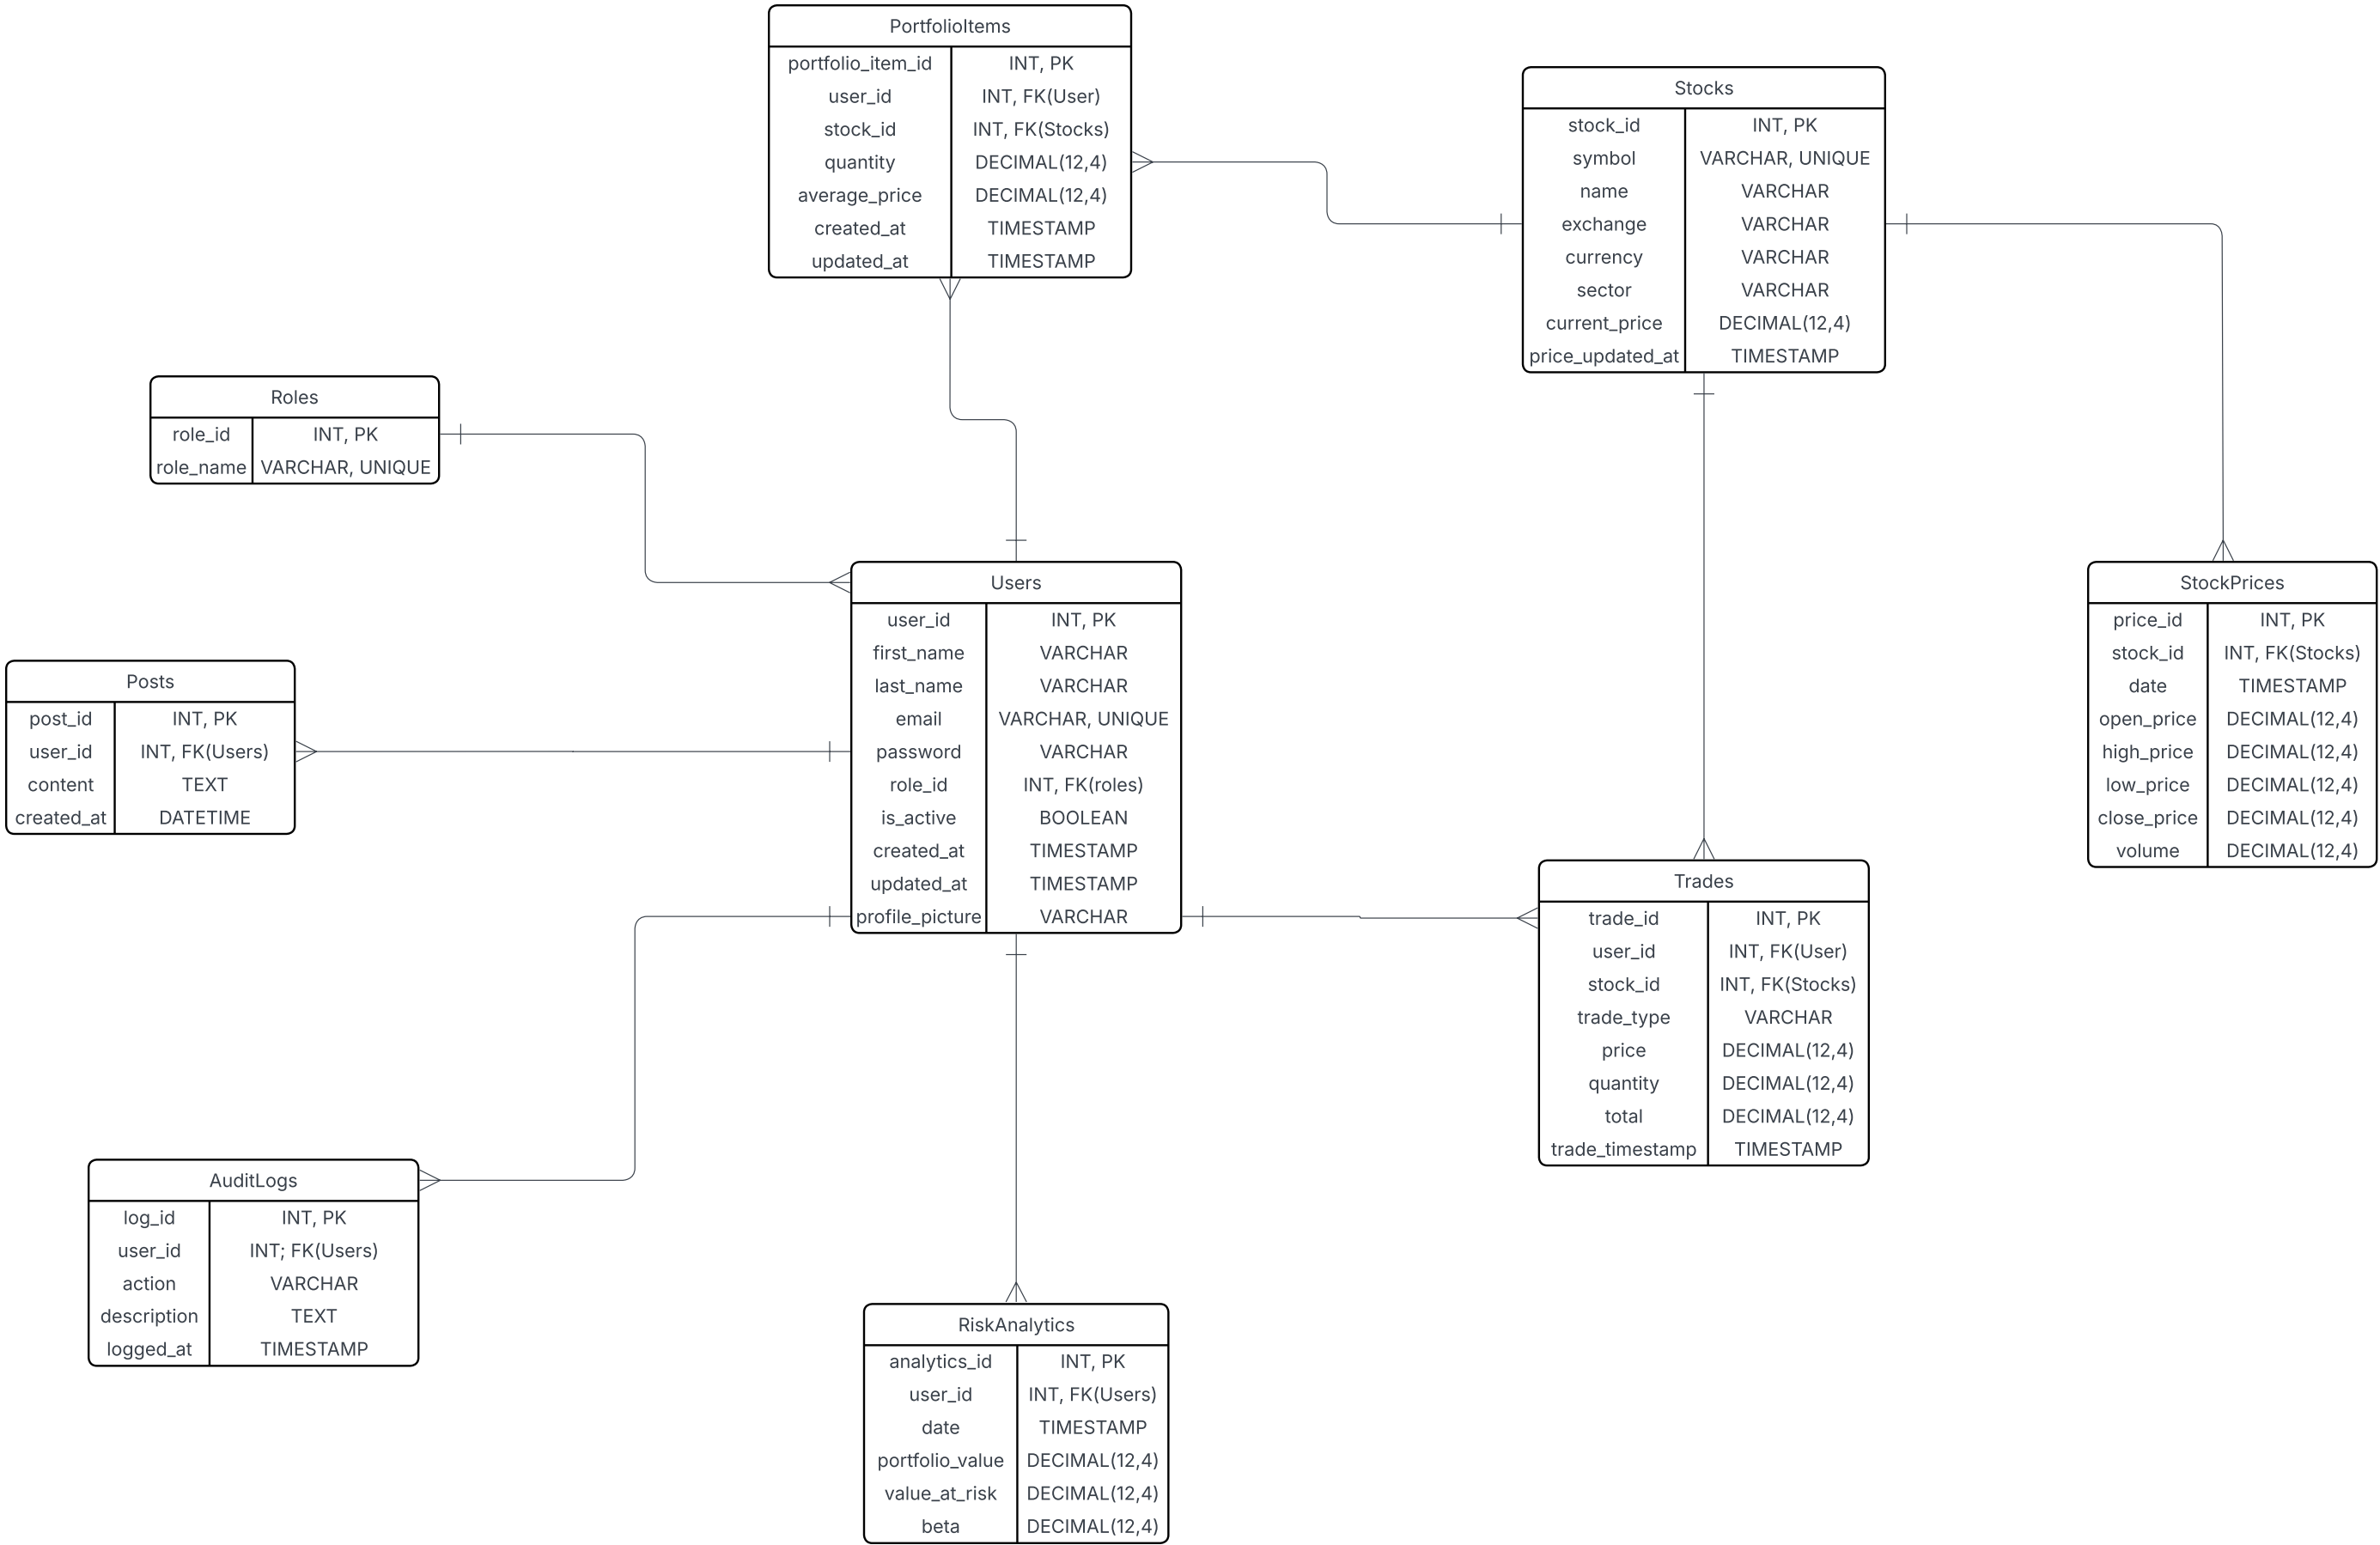 PortfolioItems
portfolio_item_id INT, PK
user_id INT, FK(User)
stock_id INT, FK(Stocks)
quantity DECIMAL(12,4)
average_price DECIMAL(12,4)
created_at TIMESTAMP
updated_at TIMESTAMP
Stocks
stock_id INT, PK
symbol VARCHAR, UNIQUE
name VARCHAR
exchange VARCHAR
currency VARCHAR
sector VARCHAR
current_price DECIMAL(12,4)
price_updated_at TIMESTAMP
Roles
role_id INT, PK
role_name VARCHAR, UNIQUE
Users
user_id INT, PK
first_name VARCHAR
last_name VARCHAR
email VARCHAR, UNIQUE
password VARCHAR
role_id INT, FK(roles)
is_active BOOLEAN
created_at TIMESTAMP
updated_at TIMESTAMP
profile_picture VARCHAR
StockPrices
price_id INT, PK
stock_id INT, FK(Stocks)
date TIMESTAMP
open_price DECIMAL(12,4)
high_price DECIMAL(12,4)
low_price DECIMAL(12,4)
close_price DECIMAL(12,4)
volume DECIMAL(12,4)
Posts
post_id INT, PK
user_id INT, FK(Users)
content TEXT
created_at DATETIME
Trades
trade_id INT, PK
user_id INT, FK(User)
stock_id INT, FK(Stocks)
trade_type VARCHAR
price DECIMAL(12,4)
quantity DECIMAL(12,4)
total DECIMAL(12,4)
trade_timestamp TIMESTAMP
AuditLogs
log_id INT, PK
user_id INT; FK(Users)
action VARCHAR
description TEXT
logged_at TIMESTAMP
RiskAnalytics
analytics_id INT, PK
user_id INT, FK(Users)
date TIMESTAMP
portfolio_value DECIMAL(12,4)
value_at_risk DECIMAL(12,4)
beta DECIMAL(12,4)